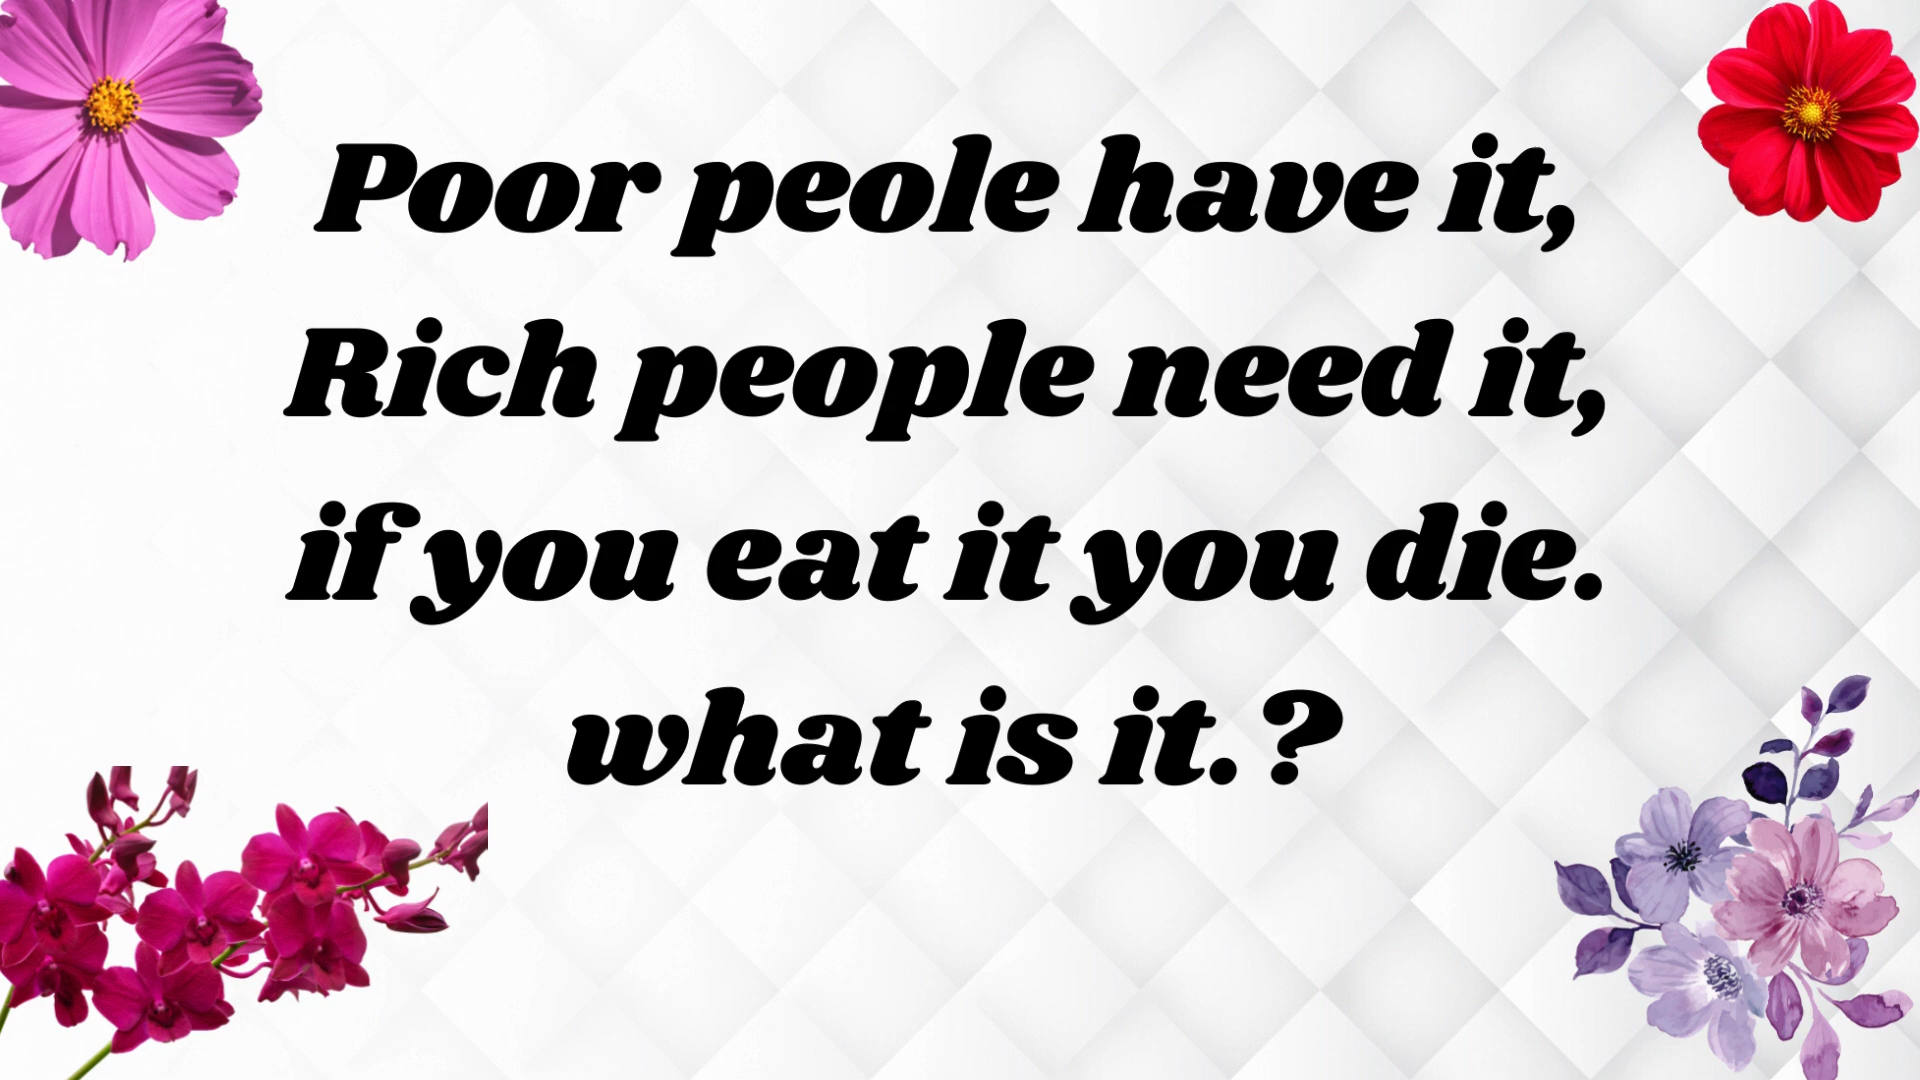 Poor peole have it,
Rich people need it,
if you eat it you die.
what is it.?